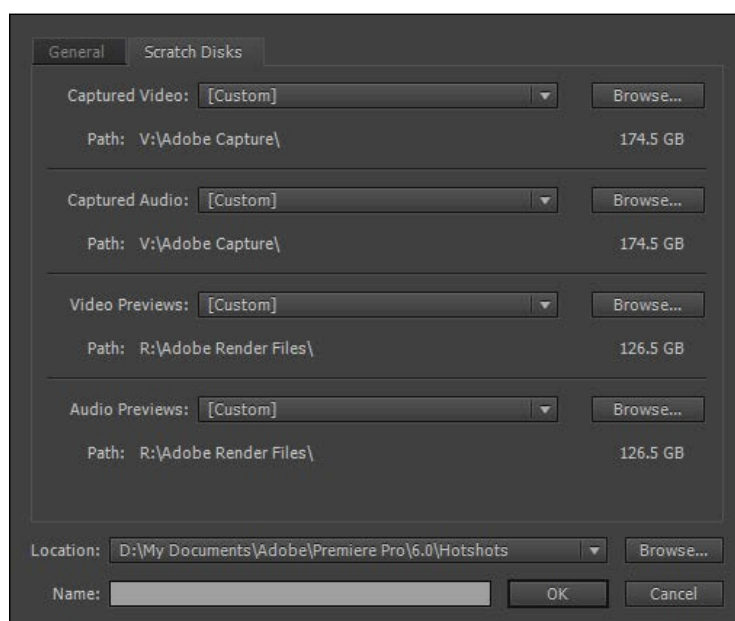 General Scratch Disks
Captured Video: [Custom] Browse...
Path: V:\Adobe Capture\ 174.5 GB
Captured Audio: [Custom] Browse...
Path: V:\Adobe Capture\ 174.5 GB
Video Previews: [Custom] Browse...
Path: R:\Adobe Render Files\ 126.5 GB
Audio Previews: [Custom] Browse...
Path: R:\Adobe Render Files\ 126.5 GB
Location: D:\My Documents\Adobe\Premiere Pro\6.0\Hotshots Browse...
Name: OK Cancel